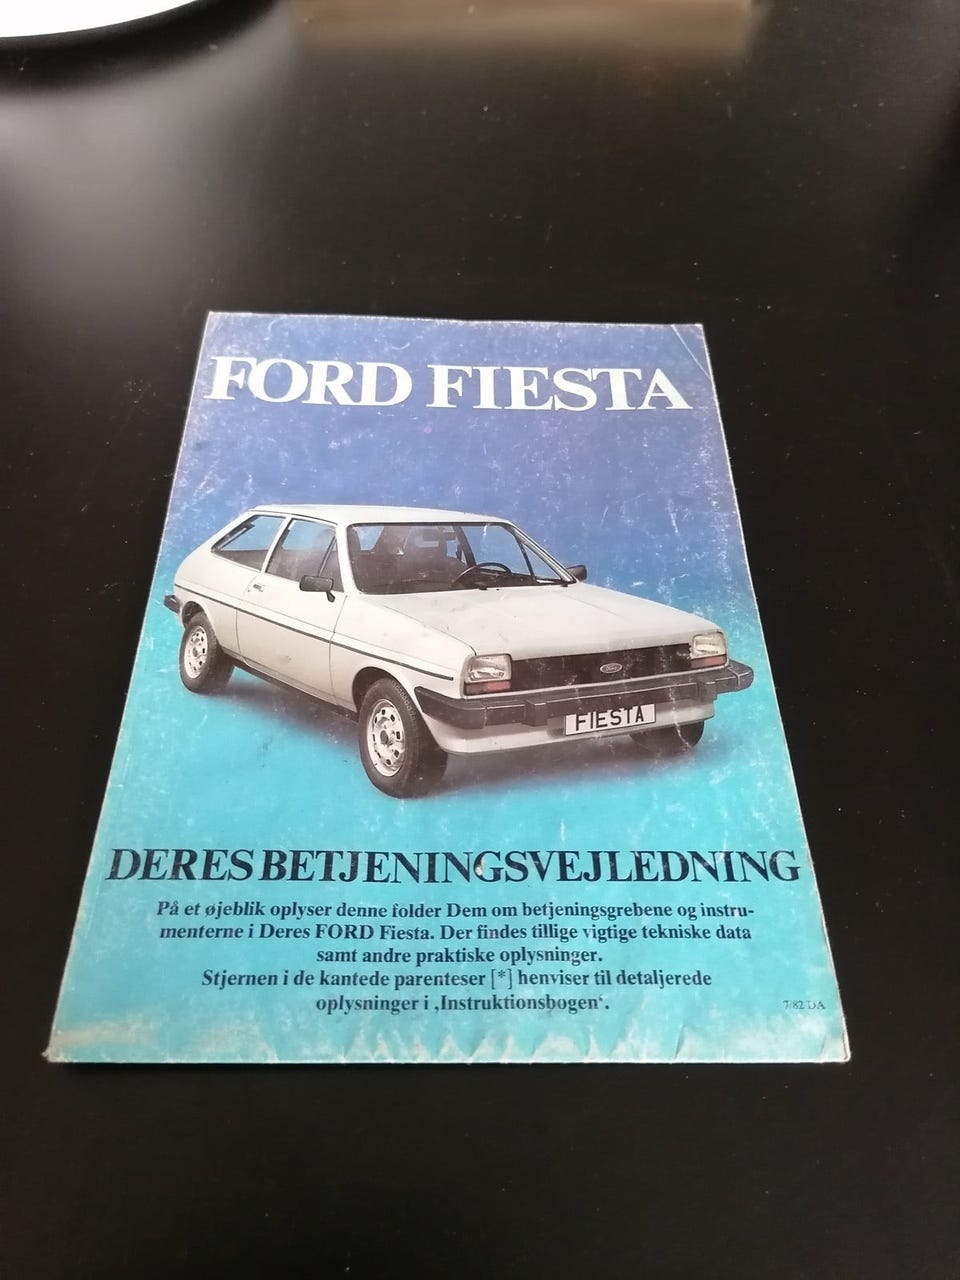 FORD FIESTA
Ford
FIESTA
DERES BETJENINGSVEJLEDNING
På et øjeblik oplyser denne folder Dem om betjeningsgrebene og instru-
menterne i Deres FORD Fiesta. Der findes tillige vigtige tekniske data
samt andre praktiske oplysninger.
Stjernen i de kantede parenteser [*] henviser til detaljerede
oplysninger i ‚Instruktionsbogen‘.
7/82 DA